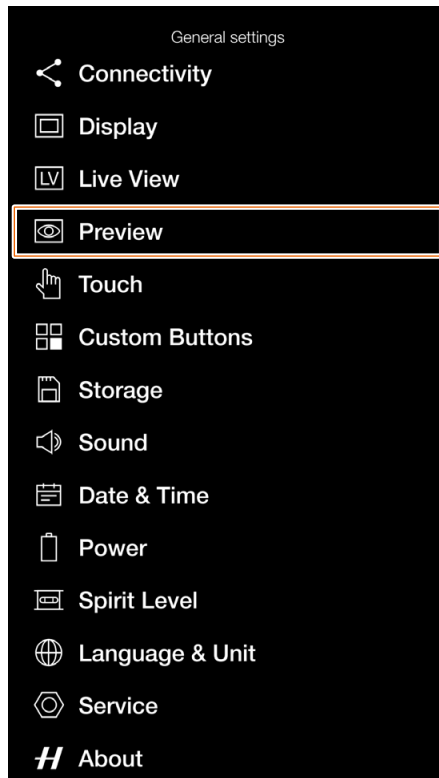 General settings
Connectivity
Display
LV Live View
Preview
Touch
Custom Buttons
Storage
Sound
Date & Time
Power
Spirit Level
Language & Unit
Service
H About